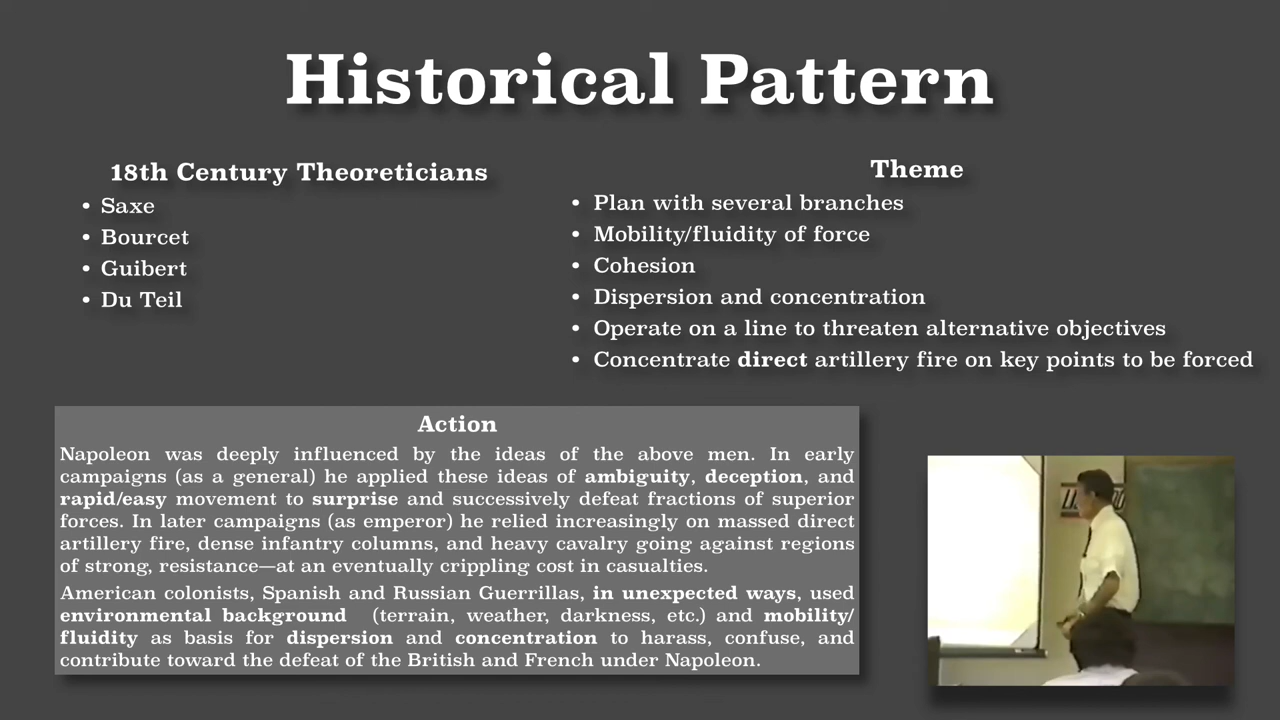 Historical Pattern
18th Century Theoreticians
• Saxe
• Bourcet
• Guibert
• Du Teil
Theme
• Plan with several branches
• Mobility/fluidity of force
• Cohesion
• Dispersion and concentration
• Operate on a line to threaten alternative objectives
• Concentrate direct artillery fire on key points to be forced
Action
Napoleon was deeply influenced by the ideas of the above men. In early
campaigns (as a general) he applied these ideas of ambiguity, deception, and
rapid/easy movement to surprise and successively defeat fractions of superior
forces. In later campaigns (as emperor) he relied increasingly on massed direct
artillery fire, dense infantry columns, and heavy cavalry going against regions
of strong, resistance—at an eventually crippling cost in casualties.
American colonists, Spanish and Russian Guerrillas, in unexpected ways, used
environmental background (terrain, weather, darkness, etc.) and mobility/
fluidity as basis for dispersion and concentration to harass, confuse, and
contribute toward the defeat of the British and French under Napoleon.